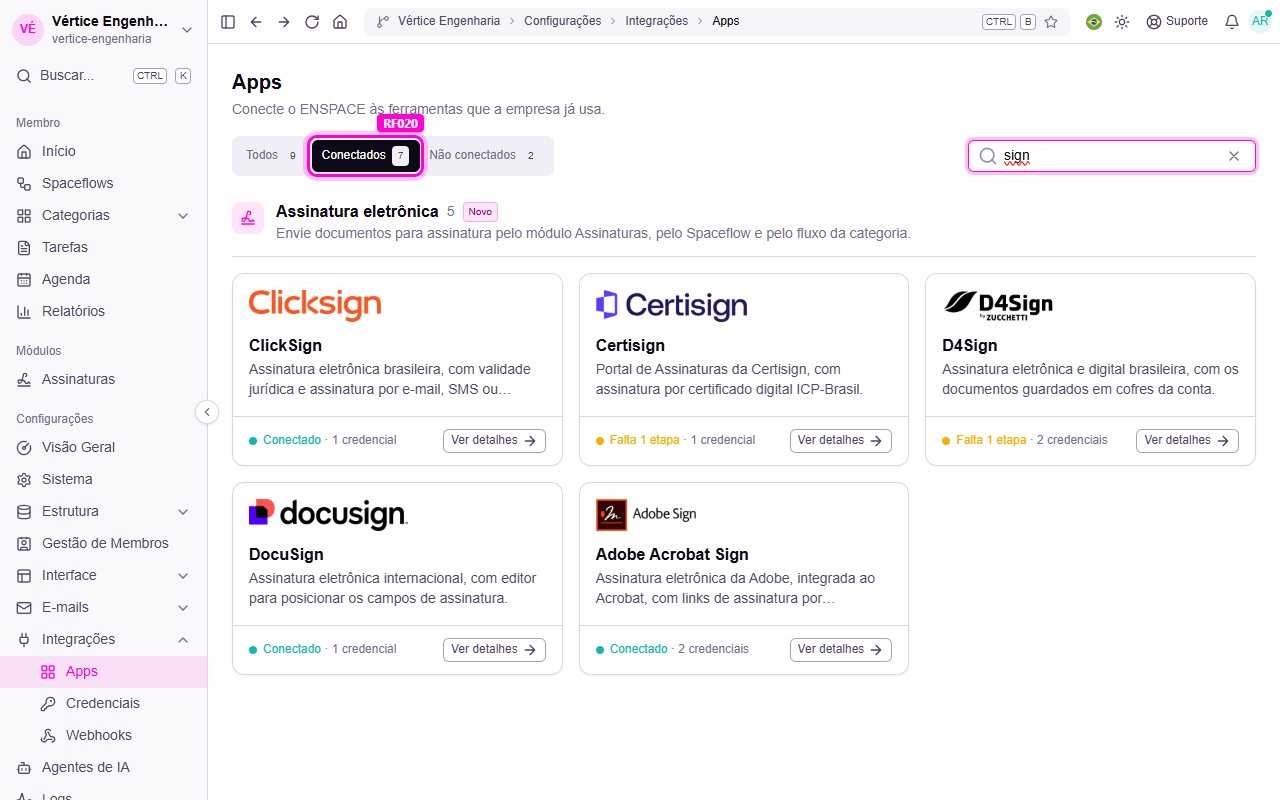 VÉ
Vértice Engenh...
vertice-engenharia
Buscar...
CTRL K
Membro
Início
Spaceflows
Categorias
Tarefas
Agenda
Relatórios
Módulos
Assinaturas
Configurações
Visão Geral
Sistema
Estrutura
Gestão de Membros
Interface
E-mails
Integrações
Apps
Credenciais
Webhooks
Agentes de IA
Logs
Vértice Engenharia > Configurações > Integrações > Apps
CTRL B
Suporte
AR
Apps
Conecte o ENSPACE às ferramentas que a empresa já usa.
RF020
Todos 9 Conectados 7 Não conectados 2
sign
Assinatura eletrônica 5 Novo
Envie documentos para assinatura pelo módulo Assinaturas, pelo Spaceflow e pelo fluxo da categoria.
Clicksign
ClickSign
Assinatura eletrônica brasileira, com validade
jurídica e assinatura por e-mail, SMS ou...
Conectado · 1 credencial
Ver detalhes
Certisign
Certisign
Portal de Assinaturas da Certisign, com
assinatura por certificado digital ICP-Brasil.
Falta 1 etapa · 1 credencial
Ver detalhes
D4Sign
by ZUCCHETTI
D4Sign
Assinatura eletrônica e digital brasileira, com os
documentos guardados em cofres da conta.
Falta 1 etapa · 2 credenciais
Ver detalhes
docusign.
DocuSign
Assinatura eletrônica internacional, com editor
para posicionar os campos de assinatura.
Conectado · 1 credencial
Ver detalhes
Adobe Sign
Adobe Acrobat Sign
Assinatura eletrônica da Adobe, integrada ao
Acrobat, com links de assinatura por...
Conectado · 2 credenciais
Ver detalhes